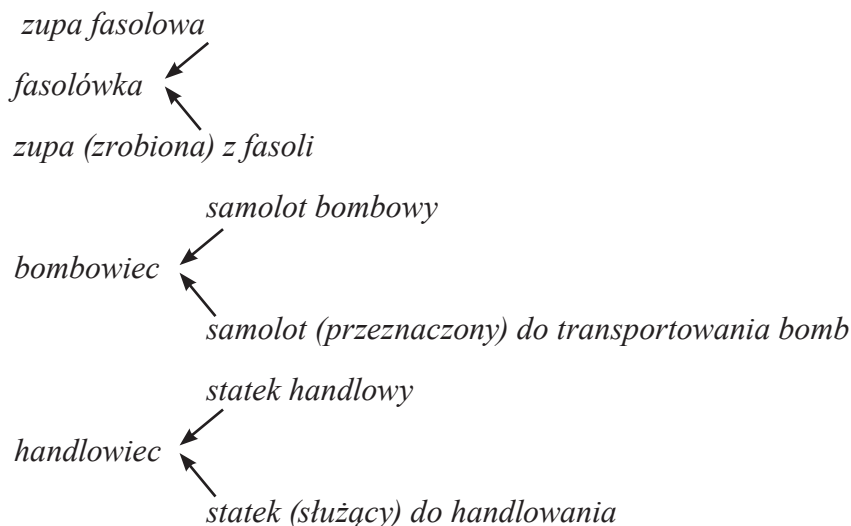 zupa fasolowa
fasolówka
zupa (zrobiona) z fasoli
samolot bombowy
bombowiec
samolot (przeznaczony) do transportowania bomb
statek handlowy
handlowiec
statek (służący) do handlowania